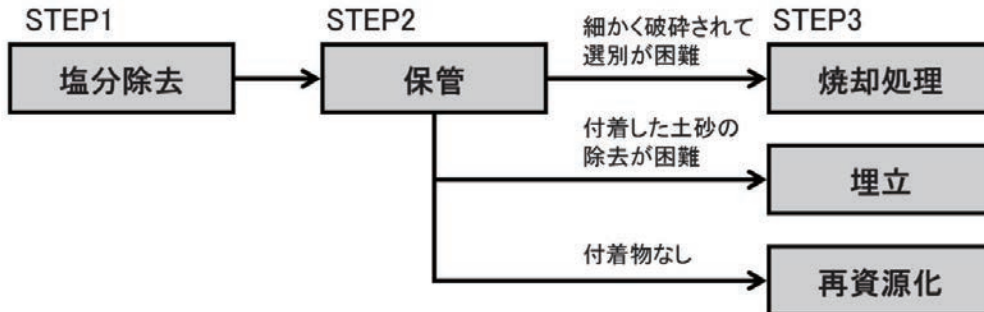 STEP1
STEP2
STEP3
塩分除去
保管
細かく破砕されて
選別が困難
焼却処理
付着した土砂の
除去が困難
埋立
付着物なし
再資源化